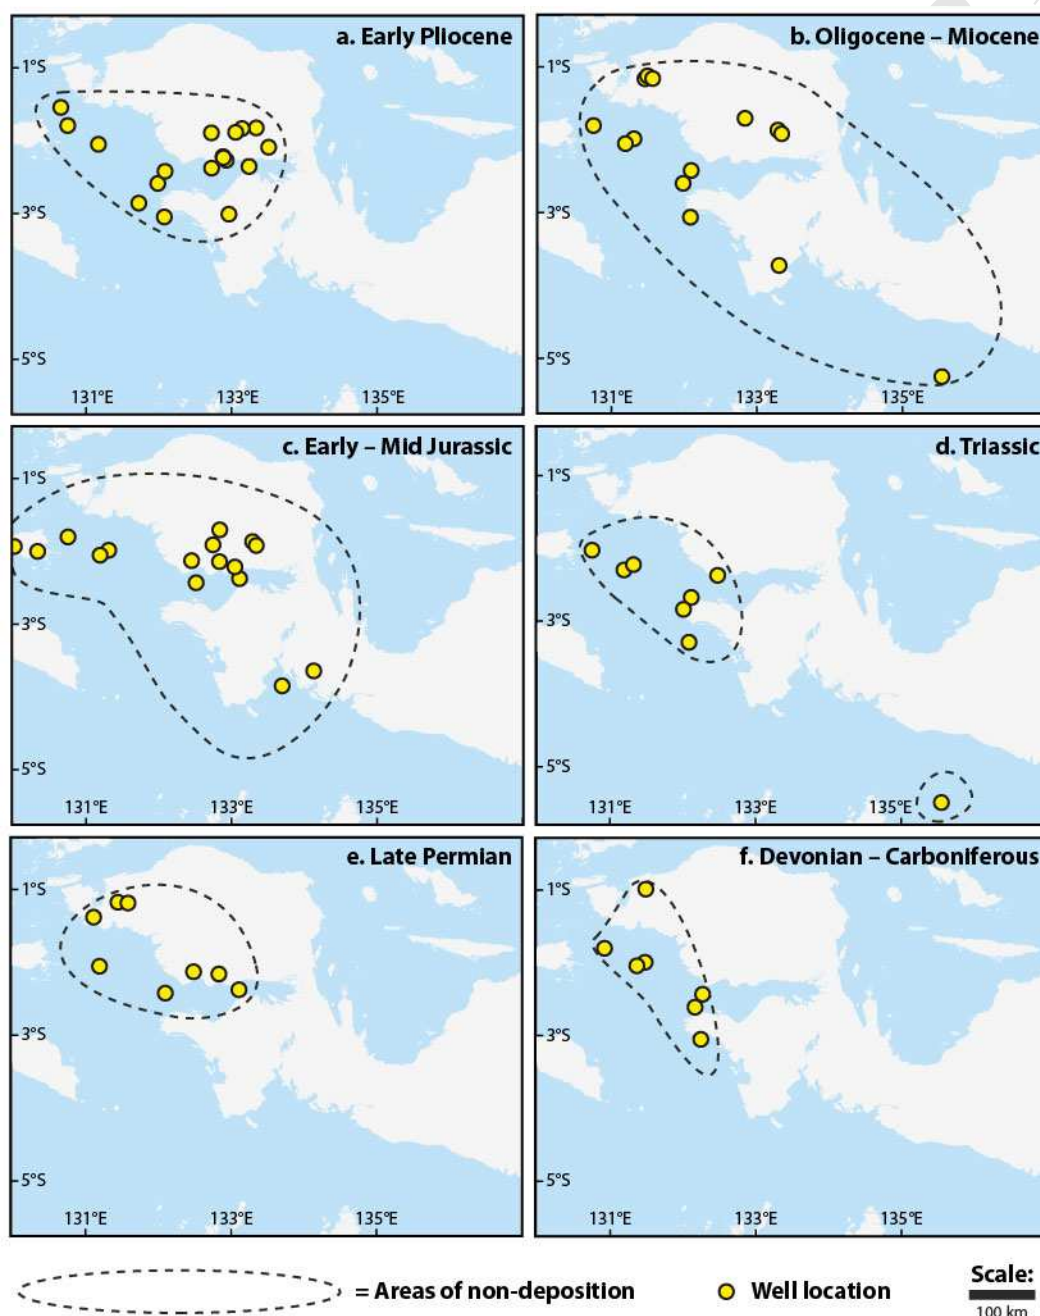 a. Early Pliocene
1°S
3°S
5°S
131°E 133°E 135°E
b. Oligocene – Miocene
1°S
3°S
5°S
131°E 133°E 135°E
c. Early – Mid Jurassic
1°S
3°S
5°S
131°E 133°E 135°E
d. Triassic
1°S
3°S
5°S
131°E 133°E 135°E
e. Late Permian
1°S
3°S
5°S
131°E 133°E 135°E
f. Devonian – Carboniferous
1°S
3°S
5°S
131°E 133°E 135°E
= Areas of non-deposition
Well location
Scale:
100 km